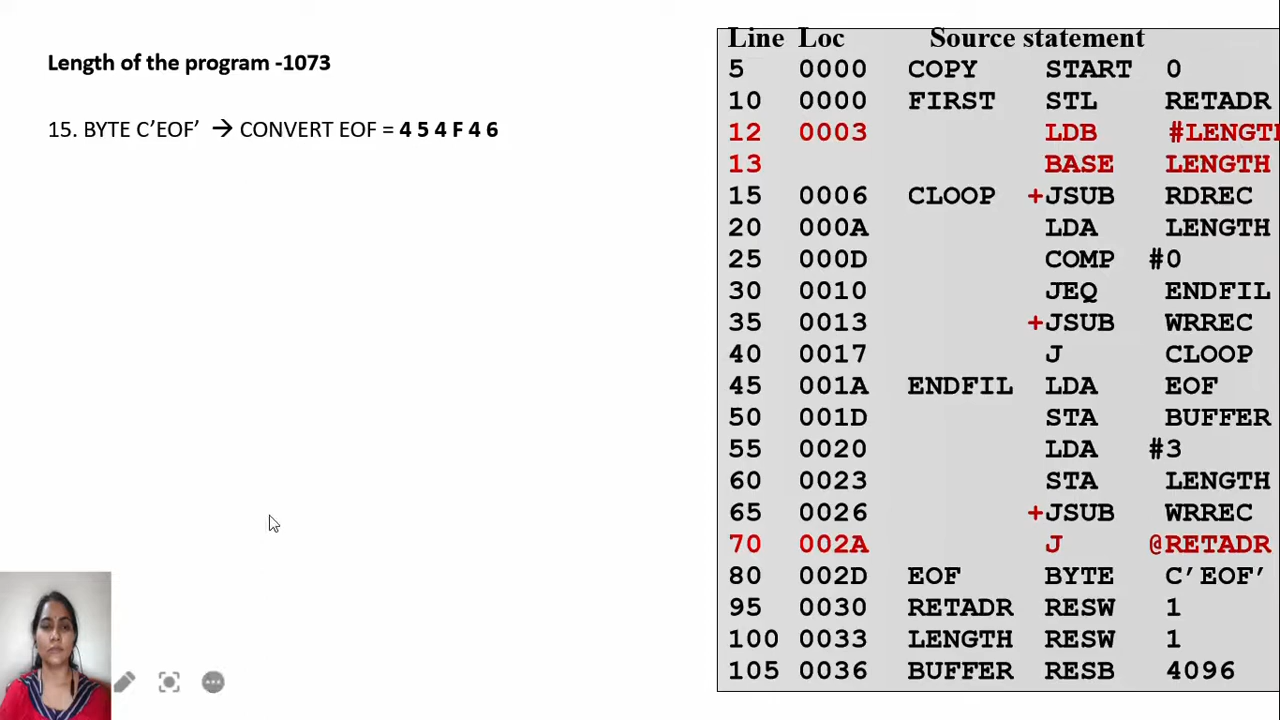 Length of the program -1073
15. BYTE C’EOF’ → CONVERT EOF = 4 5 4 F 4 6
Line Loc Source statement
5 0000 COPY START 0
10 0000 FIRST STL RETADR
12 0003 LDB #LENGTH
13 BASE LENGTH
15 0006 CLOOP +JSUB RDREC
20 000A LDA LENGTH
25 000D COMP #0
30 0010 JEQ ENDFIL
35 0013 +JSUB WRREC
40 0017 J CLOOP
45 001A ENDFIL LDA EOF
50 001D STA BUFFER
55 0020 LDA #3
60 0023 STA LENGTH
65 0026 +JSUB WRREC
70 002A J @RETADR
80 002D EOF BYTE C’EOF’
95 0030 RETADR RESW 1
100 0033 LENGTH RESW 1
105 0036 BUFFER RESB 4096